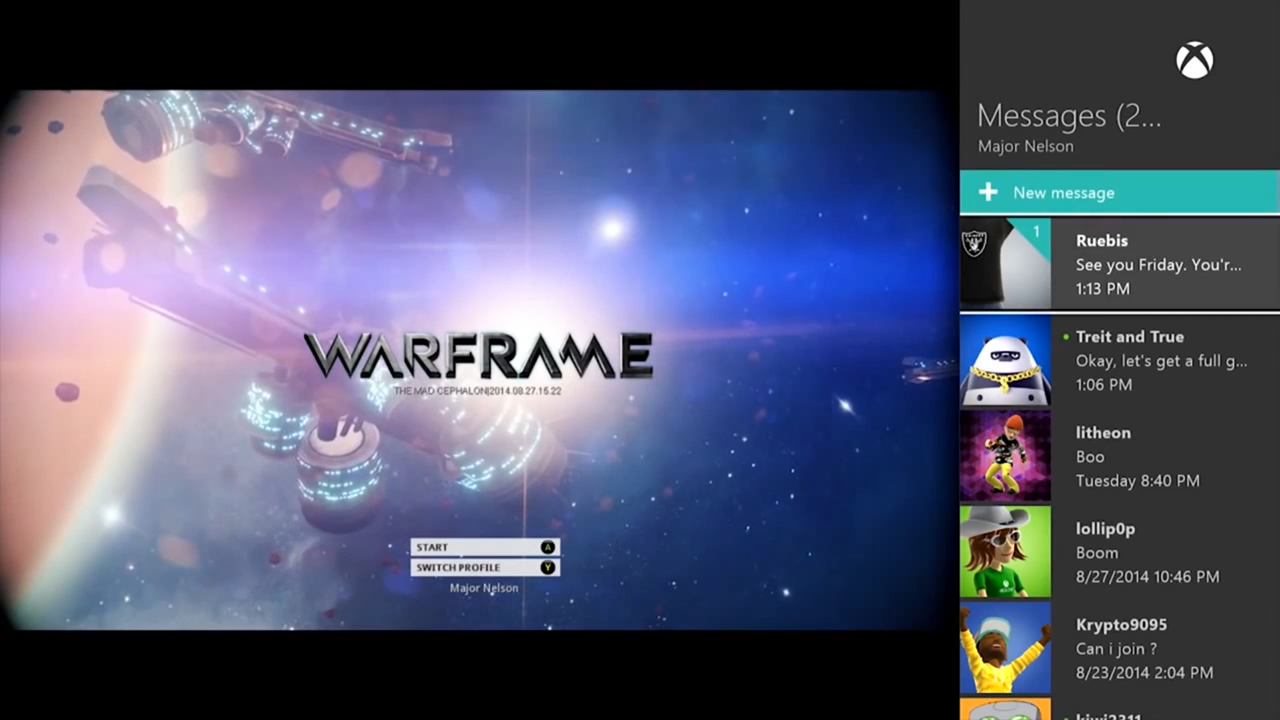 WARFRAME
THE MAD CEPHALON|2014.08.27.15.22
START A
SWITCH PROFILE Y
Major Nelson
Messages (2...
Major Nelson
New message
1
Ruebis
See you Friday. You'r...
1:13 PM
Treit and True
Okay, let's get a full g...
1:06 PM
litheon
Boo
Tuesday 8:40 PM
lollip0p
Boom
8/27/2014 10:46 PM
Krypto9095
Can i join ?
8/23/2014 2:04 PM
kiwi2311